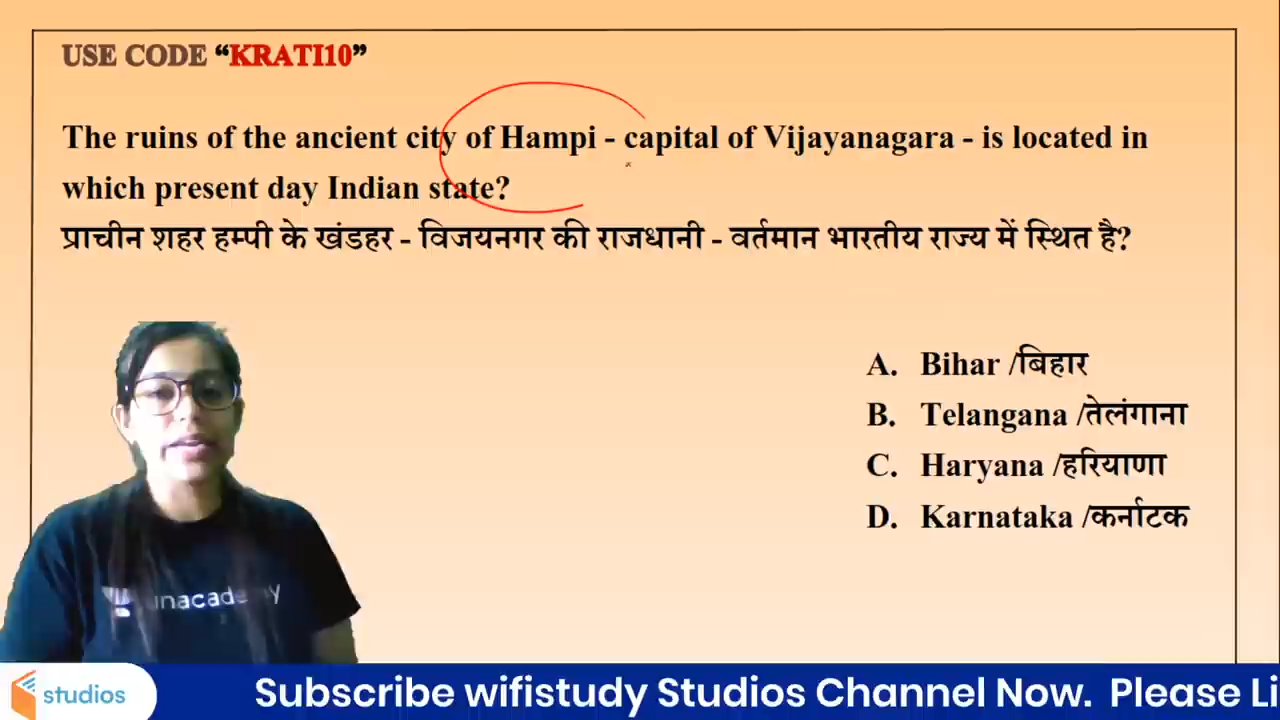 USE CODE “KRATI10”
The ruins of the ancient city of Hampi - capital of Vijayanagara - is located in
which present day Indian state?
प्राचीन शहर हम्पी के खंडहर - विजयनगर की राजधानी - वर्तमान भारतीय राज्य में स्थित है?
A. Bihar /बिहार
B. Telangana /तेलंगाना
C. Haryana /हरियाणा
D. Karnataka /कर्नाटक
unacademy
studios
Subscribe wifistudy Studios Channel Now. Please Li